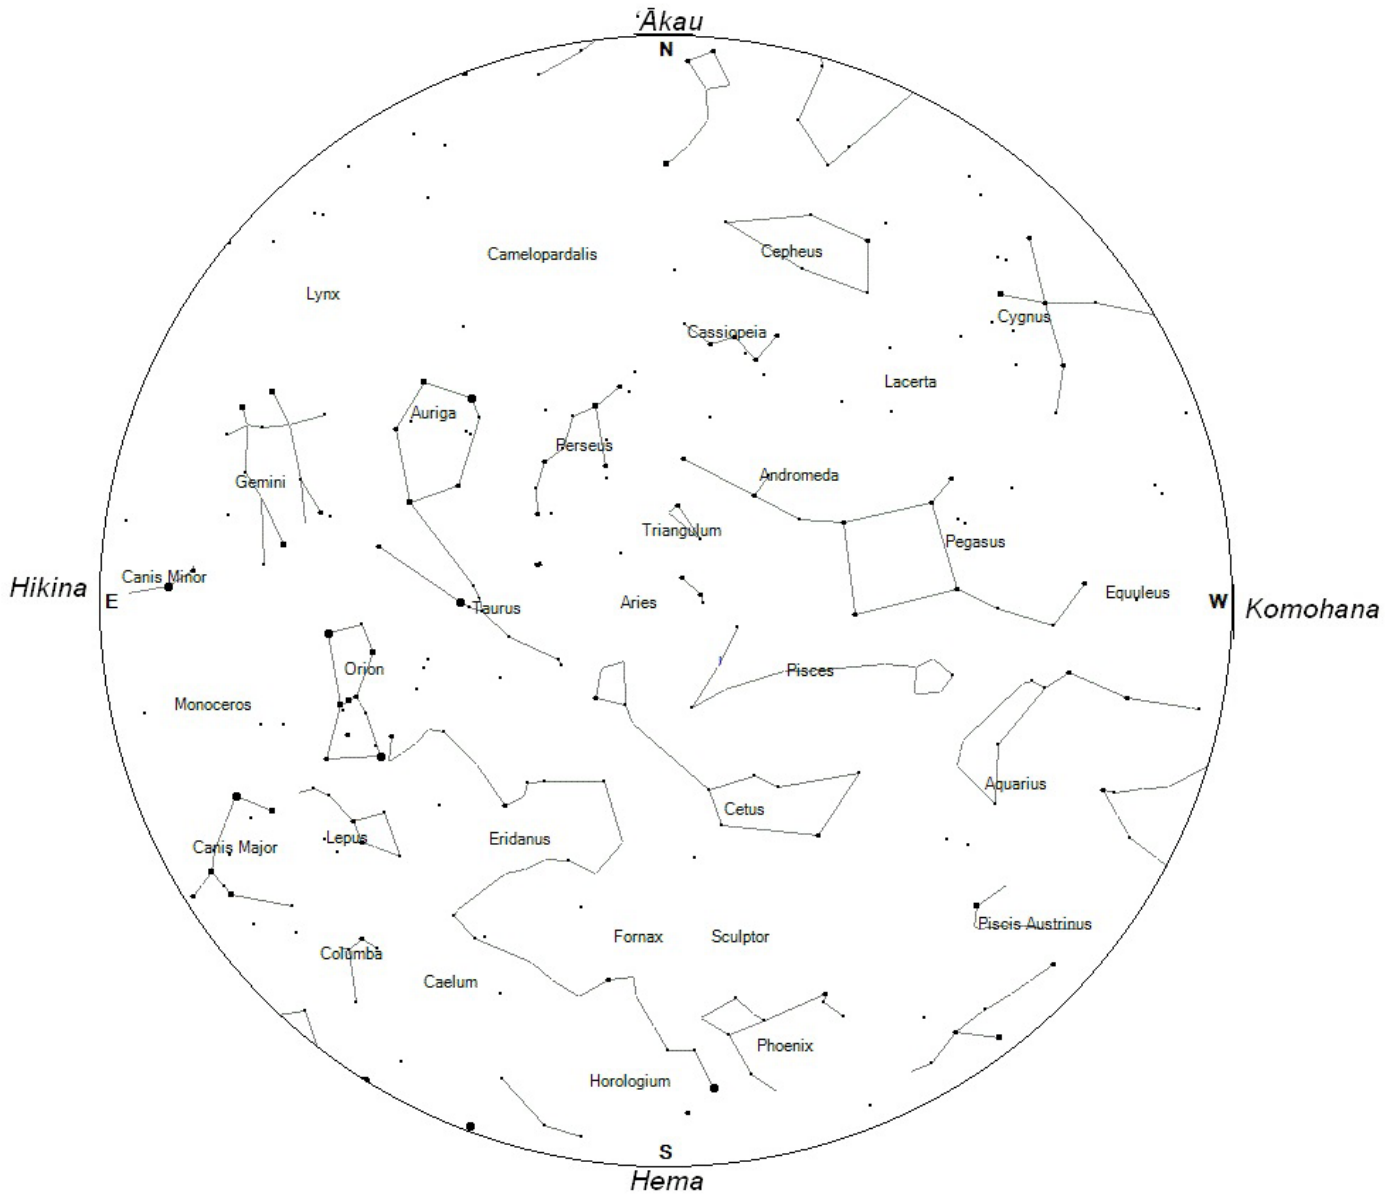 ʻĀkau
N
Cepheus
Camelopardalis
Lynx
Cygnus
Cassiopeia
Lacerta
Auriga
Perseus
Andromeda
Gemini
Triangulum
Pegasus
Canis Minor
Hikina
E
Taurus
Aries
Equuleus
W
Komohana
Orion
Pisces
Monoceros
Aquarius
Cetus
Lepus
Eridanus
Canis Major
Piscis Austrinus
Fornax
Sculptor
Columba
Caelum
Phoenix
Horologium
S
Hema